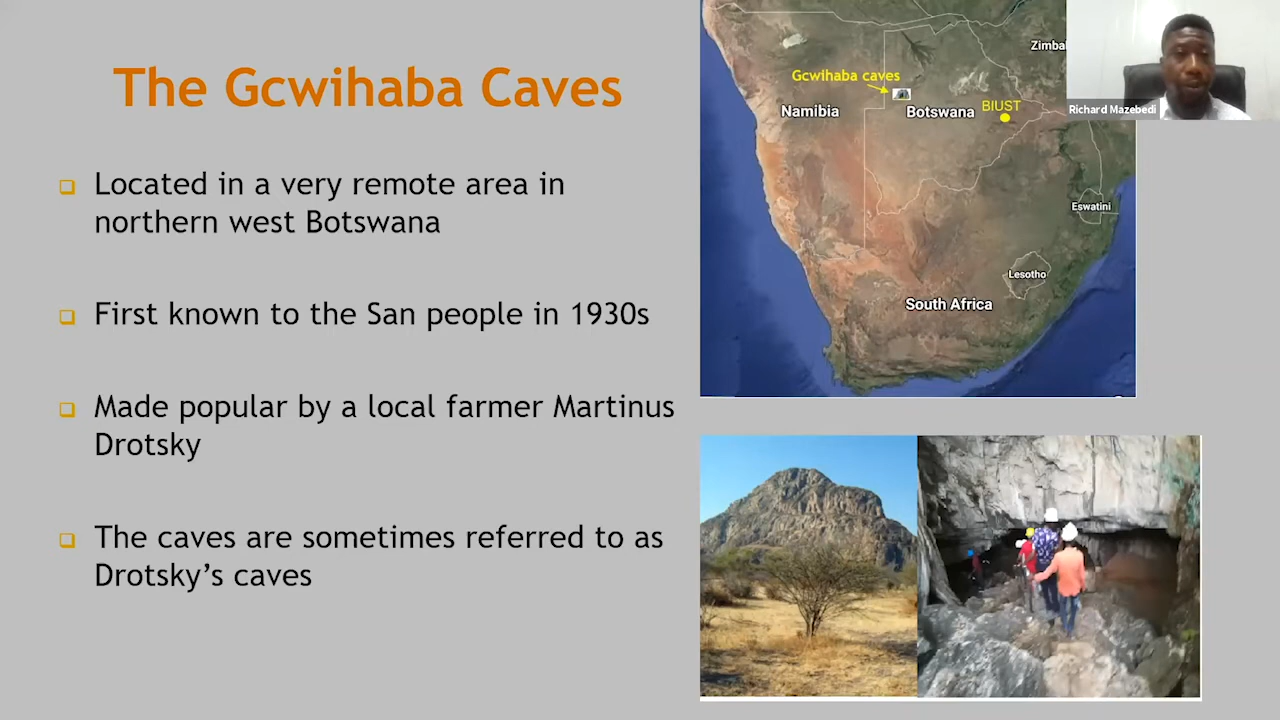 The Gcwihaba Caves
Located in a very remote area in
northern west Botswana
First known to the San people in 1930s
Made popular by a local farmer Martinus
Drotsky
The caves are sometimes referred to as
Drotsky’s caves
Zimba
Gcwihaba caves
Namibia
Botswana
BIUST
Eswatini
Lesotho
South Africa
Richard Mazebedi